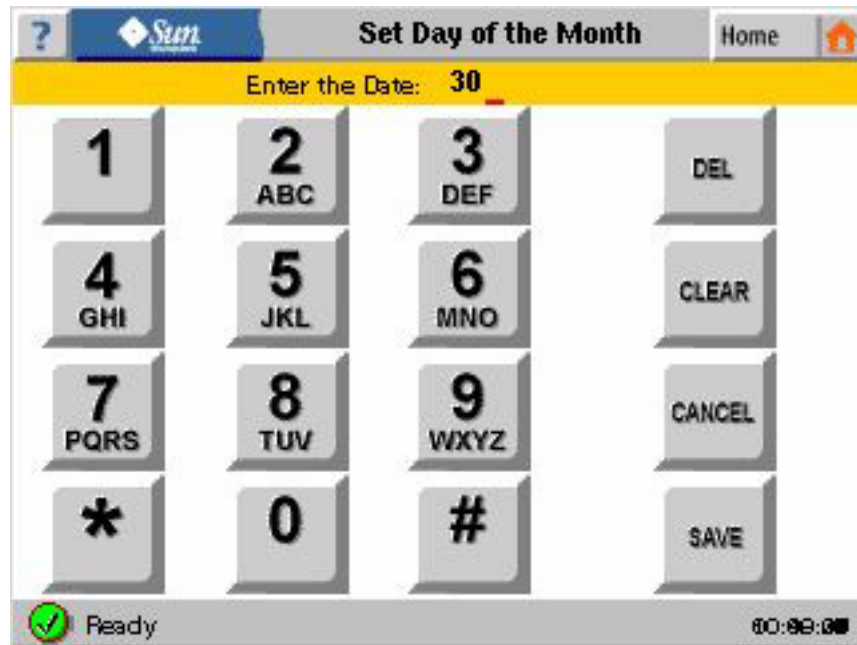 ? Sun Set Day of the Month Home
Enter the Date: 30_
1 2 3 DEL
ABC DEF
4 5 6 CLEAR
GHI JKL MNO
7 8 9 CANCEL
PQRS TUV WXYZ
* 0 # SAVE
Ready